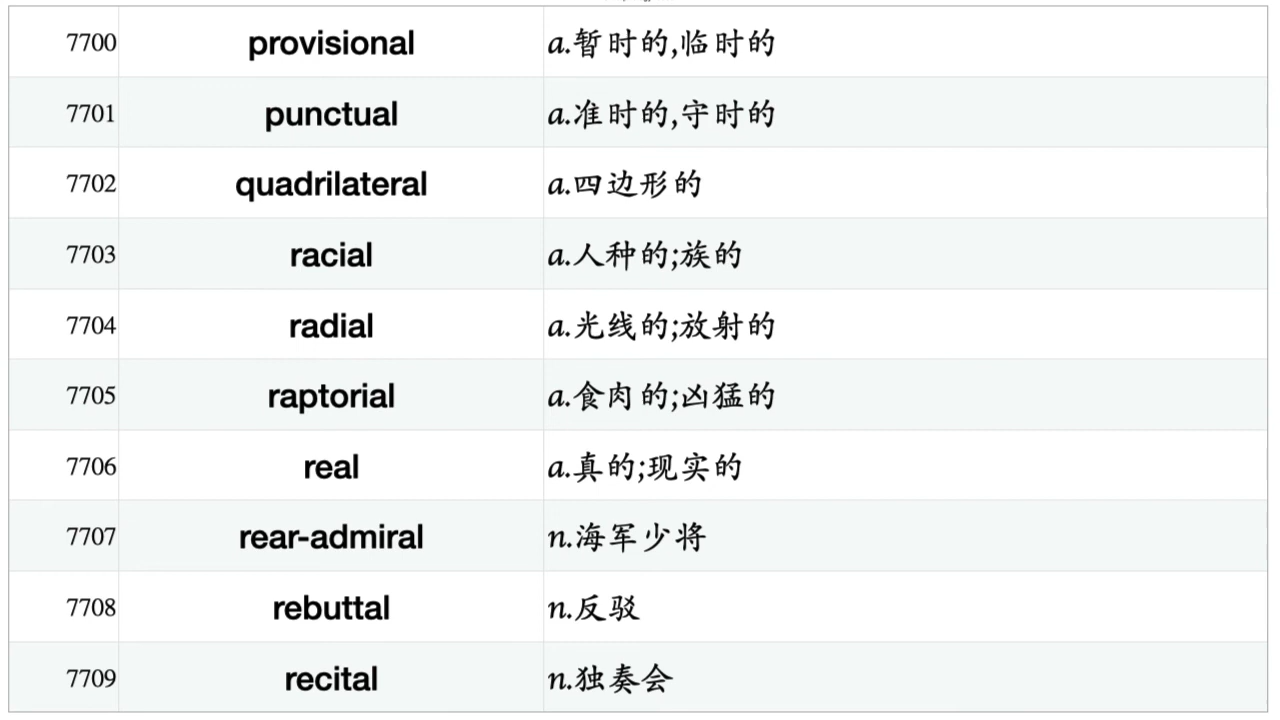 7700 provisional a.暂时的,临时的
7701 punctual a.准时的,守时的
7702 quadrilateral a.四边形的
7703 racial a.人种的;族的
7704 radial a.光线的;放射的
7705 raptorial a.食肉的;凶猛的
7706 real a.真的;现实的
7707 rear-admiral n.海军少将
7708 rebuttal n.反驳
7709 recital n.独奏会